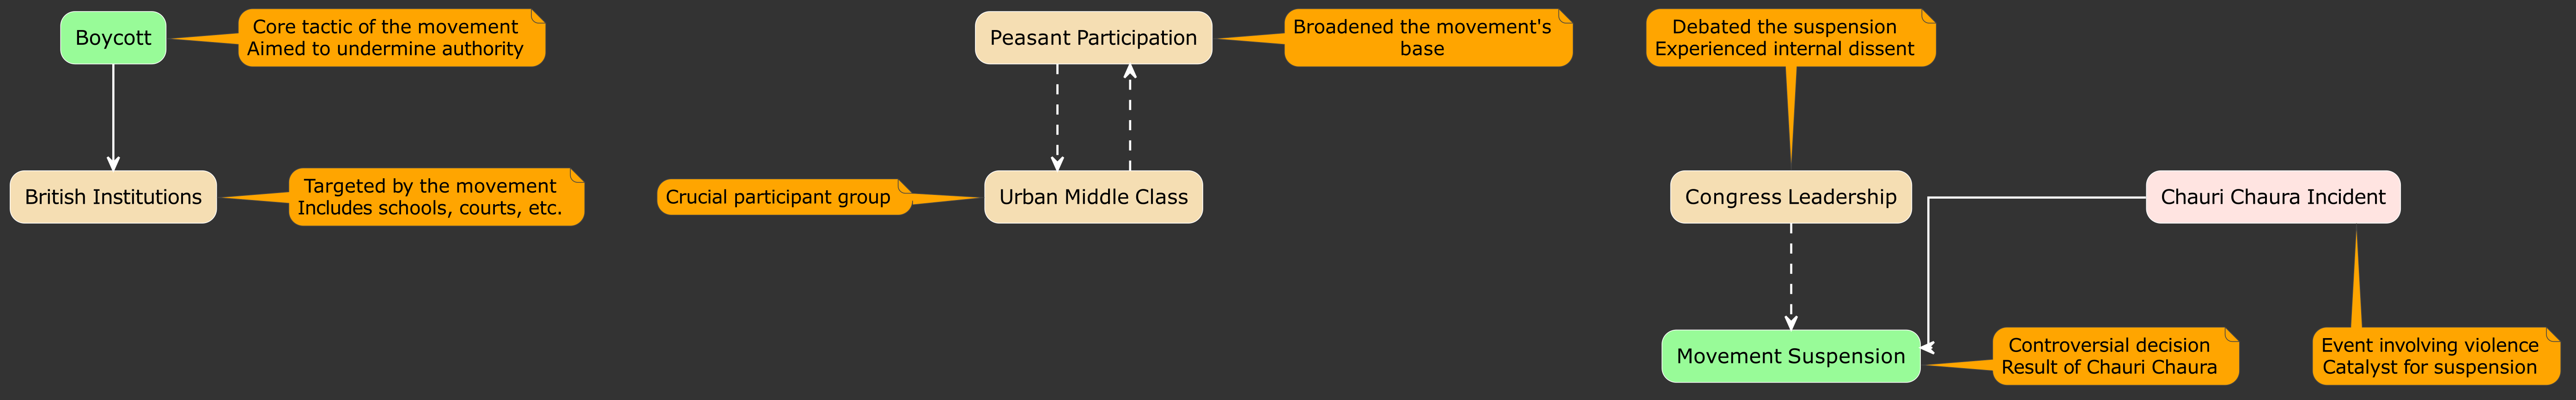 Boycott
Core tactic of the movement
Aimed to undermine authority
British Institutions
Targeted by the movement
Includes schools, courts, etc.
Peasant Participation
Broadened the movement's
base
Crucial participant group
Urban Middle Class
Debated the suspension
Experienced internal dissent
Congress Leadership
Chauri Chaura Incident
Movement Suspension
Controversial decision
Result of Chauri Chaura
Event involving violence
Catalyst for suspension